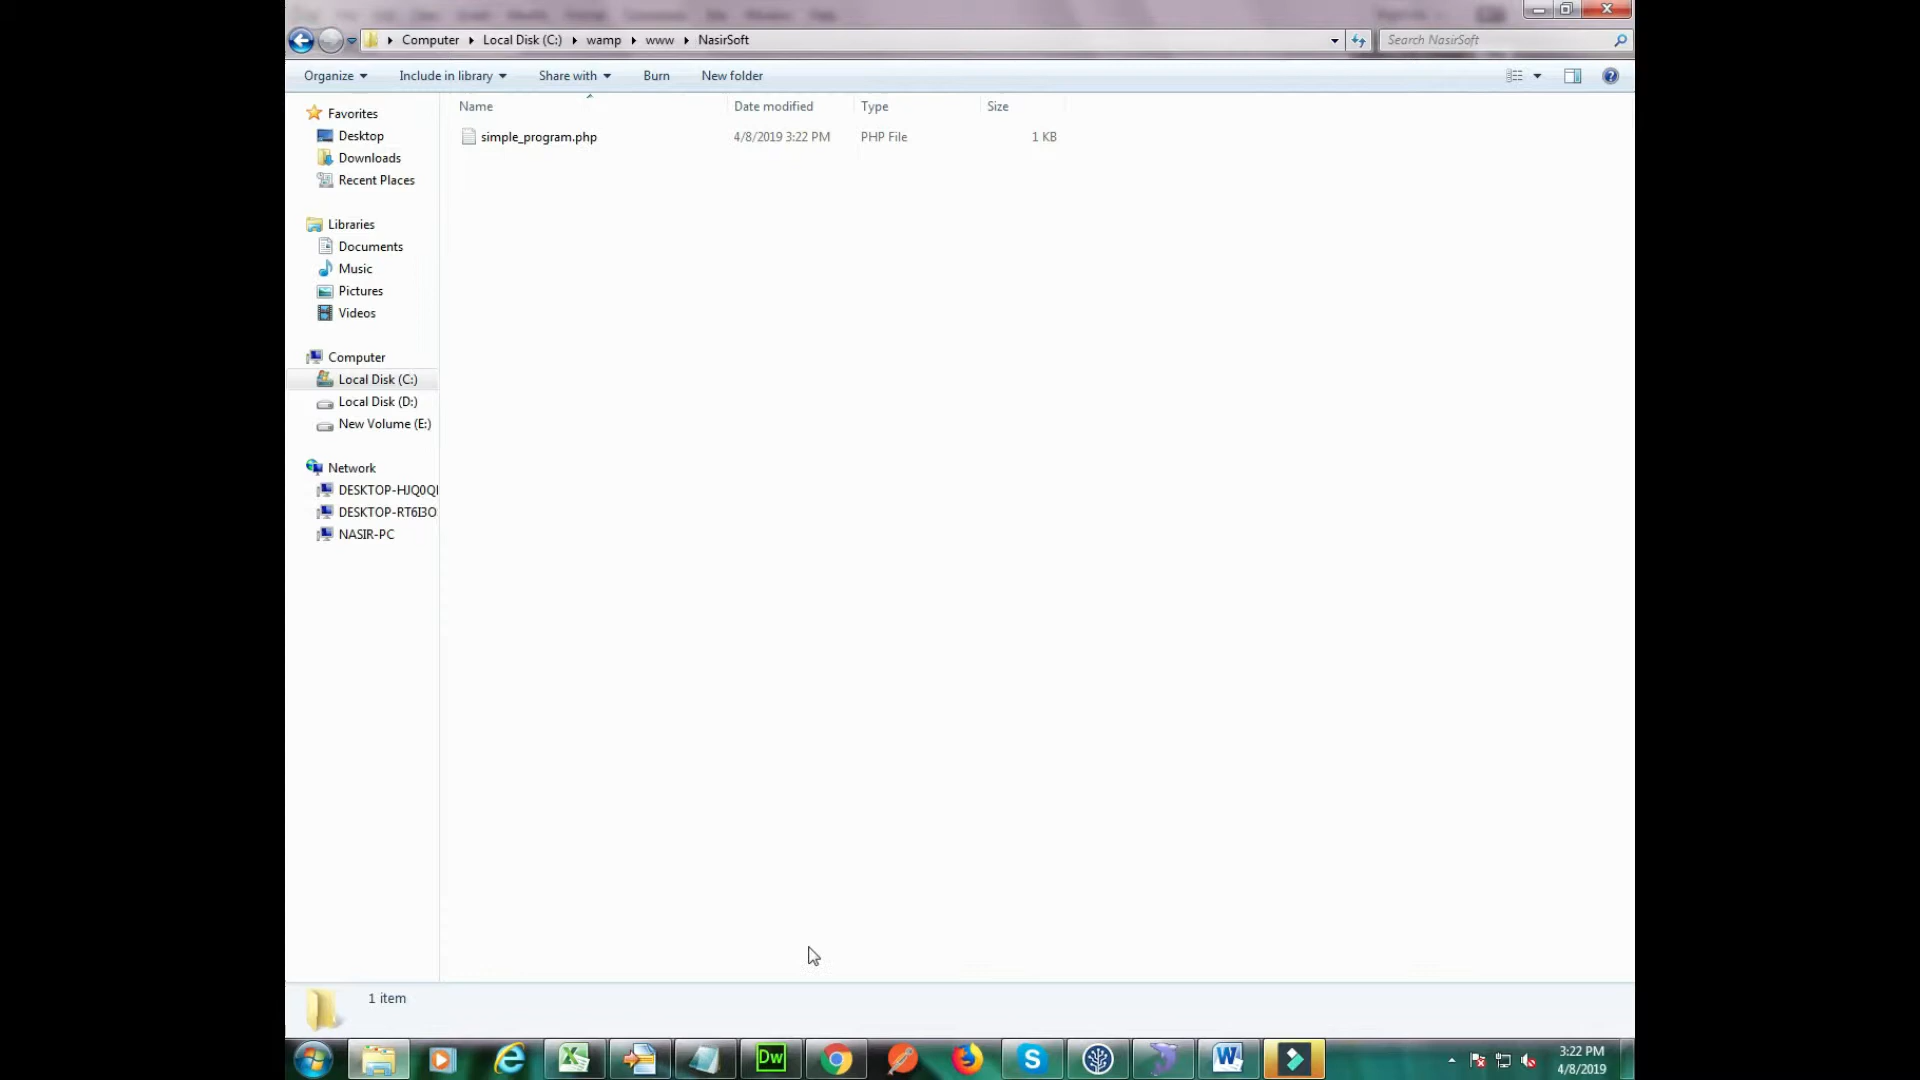 Computer Local Disk (C:) wamp www NasirSoft Search NasirSoft
Organize Include in library Share with Burn New folder
Name Date modified Type Size
simple_program.php 4/8/2019 3:22 PM PHP File 1 KB
Favorites
Desktop
Downloads
Recent Places
Libraries
Documents
Music
Pictures
Videos
Computer
Local Disk (C:)
Local Disk (D:)
New Volume (E:)
Network
DESKTOP-HJQ0Q
DESKTOP-RT6I3O
NASIR-PC
1 item
Dw
3:22 PM
4/8/2019